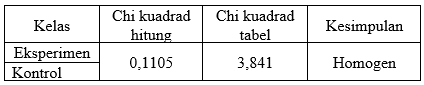 Kelas Chi kuadrad hitung Chi kuadrad tabel Kesimpulan
Eksperimen 0,1105 3,841 Homogen
Kontrol